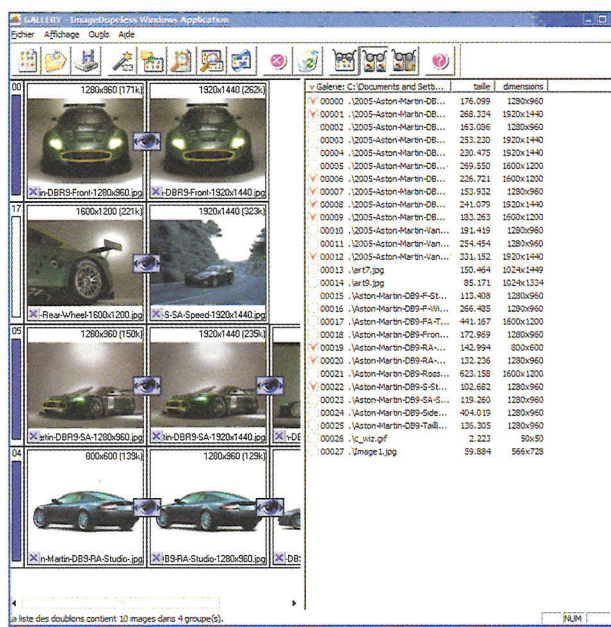 GALLERY - ImageDopeless Windows Application
Fichier Affichage Outils Aide
123
00
1280x960 (171k)
1920x1440 (262k)
in-DBR9-Front-1280x960.jpg
i-DBR9-Front-1920x1440.jpg
17
1600x1200 (221k)
1920x1440 (323k)
-Rear-Wheel-1600x1200.jpg
-S-SA-Speed-1920x1440.jpg
05
1280x960 (150k)
1920x1440 (235k)
artin-DBR9-SA-1280x960.jpg
tin-DBR9-SA-1920x1440.jpg
04
800x600 (139k)
1280x960 (129k)
n-Martin-DB9-RA-Studio-.jpg
B9-RA-Studio-1280x960.jpg
-DB9
v Galerie: C:\Documents and Setti... taille dimensions
00000 .\2005-Aston-Martin-DB... 176.099 1280x960
00001 .\2005-Aston-Martin-DB... 268.334 1920x1440
00002 .\2005-Aston-Martin-DB... 163.086 1280x960
00003 .\2005-Aston-Martin-DB... 253.230 1920x1440
00004 .\2005-Aston-Martin-DB... 230.475 1920x1440
00005 .\2005-Aston-Martin-DB... 269.550 1600x1200
00006 .\2005-Aston-Martin-DB... 226.721 1600x1200
00007 .\2005-Aston-Martin-DB... 153.932 1280x960
00008 .\2005-Aston-Martin-DB... 241.079 1920x1440
00009 .\2005-Aston-Martin-DB... 183.263 1600x1200
00010 .\2005-Aston-Martin-Van... 191.419 1280x960
00011 .\2005-Aston-Martin-Van... 254.454 1280x960
00012 .\2005-Aston-Martin-Van... 331.152 1920x1440
00013 .\art7.jpg 150.464 1024x1449
00014 .\art9.jpg 85.171 1024x1334
00015 .\Aston-Martin-DB9-F-St... 113.408 1280x960
00016 .\Aston-Martin-DB9-F-Wi... 266.485 1280x960
00017 .\Aston-Martin-DB9-FA-T... 441.167 1600x1200
00018 .\Aston-Martin-DB9-Fron... 172.969 1280x960
00019 .\Aston-Martin-DB9-RA-... 142.994 800x600
00020 .\Aston-Martin-DB9-RA-... 132.236 1280x960
00021 .\Aston-Martin-DB9-Ross... 623.158 1600x1200
00022 .\Aston-Martin-DB9-S-St... 102.682 1280x960
00023 .\Aston-Martin-DB9-SA-S... 119.260 1280x960
00024 .\Aston-Martin-DB9-Side... 404.019 1280x960
00025 .\Aston-Martin-DB9-Taill... 136.305 1280x960
00026 .\c_wiz.gif 2.223 50x50
00027 .\Image1.jpg 59.884 566x728
La liste des doublons contient 10 images dans 4 groupe(s).
NUM